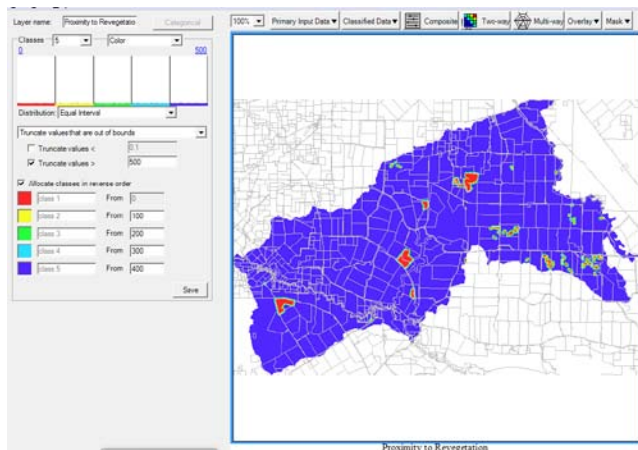 Layer name: Proximity to Revegetatio Categorical
Classes 5 Color
0 500
Distribution: Equal Interval
Truncate values that are out of bounds
Truncate values < 0.1
Truncate values > 500
Allocate classes in reverse order
class 1 From 0
class 2 From 100
class 3 From 200
class 4 From 300
class 5 From 400
Save
100% Primary Input Data Classified Data Composite Two-way Multi-way Overlay Mask
Proximity to Revegetation